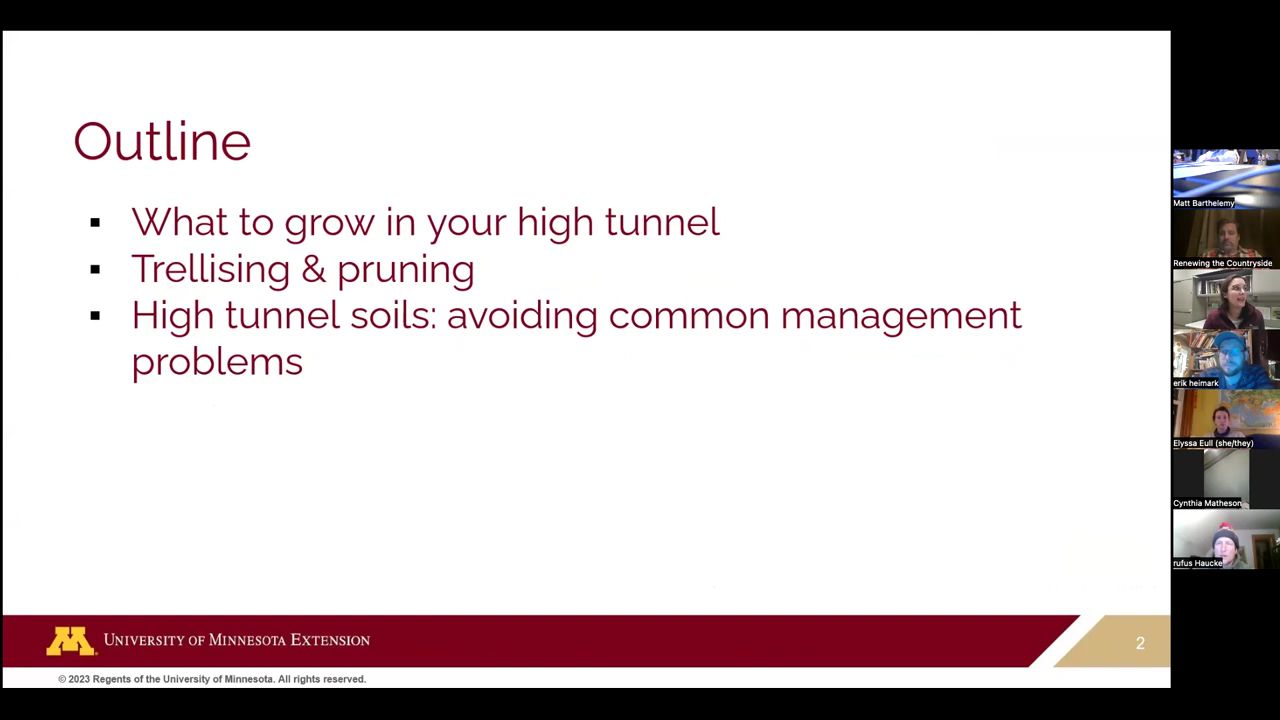 Outline
▪ What to grow in your high tunnel
▪ Trellising & pruning
▪ High tunnel soils: avoiding common management
problems
M UNIVERSITY OF MINNESOTA EXTENSION
2
© 2023 Regents of the University of Minnesota. All rights reserved.
Matt Barthelemy
Renewing the Countryside
erik heimark
Elyssa Eull (she/they)
Cynthia Matheson
rufus Haucke